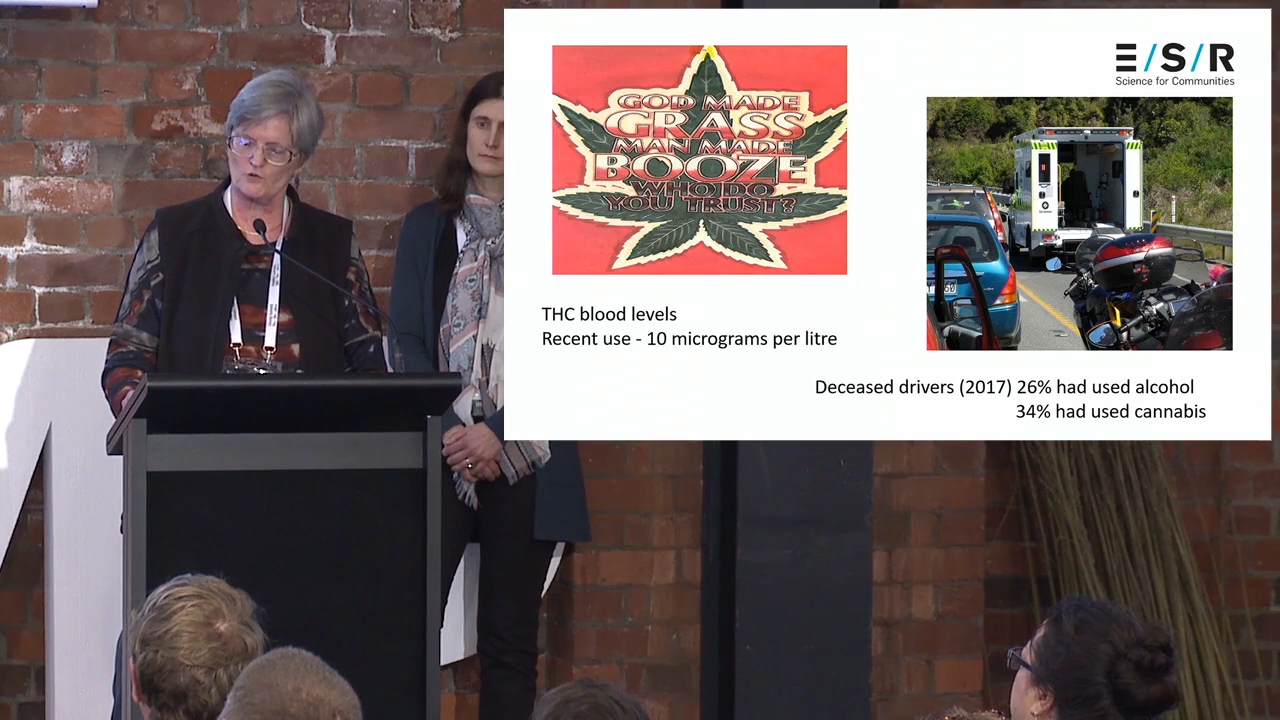 GOD MADE
GRASS
MAN MADE
BOOZE
WHO DO
YOU TRUST?
THC blood levels
Recent use - 10 micrograms per litre
E/S/R
Science for Communities
Deceased drivers (2017) 26% had used alcohol
34% had used cannabis